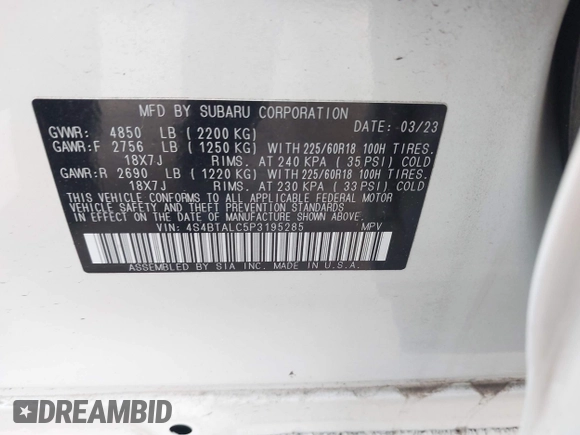 MFD BY SUBARU CORPORATION
GVWR: 4850 LB ( 2200 KG) DATE: 03/23
GAWR:F 2756 LB ( 1250 KG) WITH 225/60R18 100H TIRES.
18X7J RIMS. AT 240 KPA ( 35 PSI) COLD
GAWR:R 2690 LB ( 1220 KG) WITH 225/60R18 100H TIRES.
18X7J RIMS. AT 230 KPA ( 33 PSI) COLD
THIS VEHICLE CONFORMS TO ALL APPLICABLE FEDERAL MOTOR
VEHICLE SAFETY AND BUMPER STANDARDS IN
EFFECT ON THE DATE OF MANUFACTURE SHOWN ABOVE.
VIN: 4S4BTALC5P3195285 MPV
ASSEMBLED BY SIA INC. MADE IN U.S.A.
DREAMBID